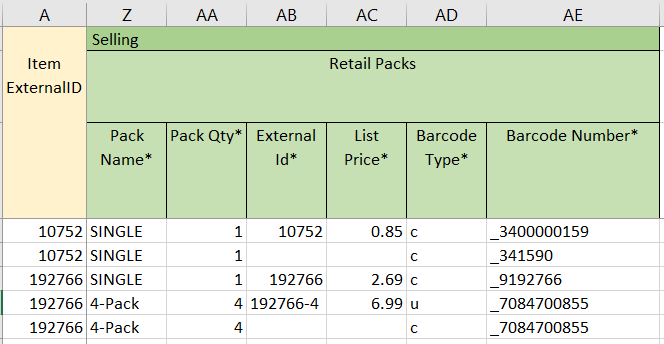 A Z AA AB AC AD AE
Selling
Item ExternalID Retail Packs
Pack Name* Pack Qty* External Id* List Price* Barcode Type* Barcode Number*
10752 SINGLE 1 10752 0.85 c _3400000159
10752 SINGLE 1 c _341590
192766 SINGLE 1 192766 2.69 c _9192766
192766 4-Pack 4 192766-4 6.99 u _7084700855
192766 4-Pack 4 c _7084700855